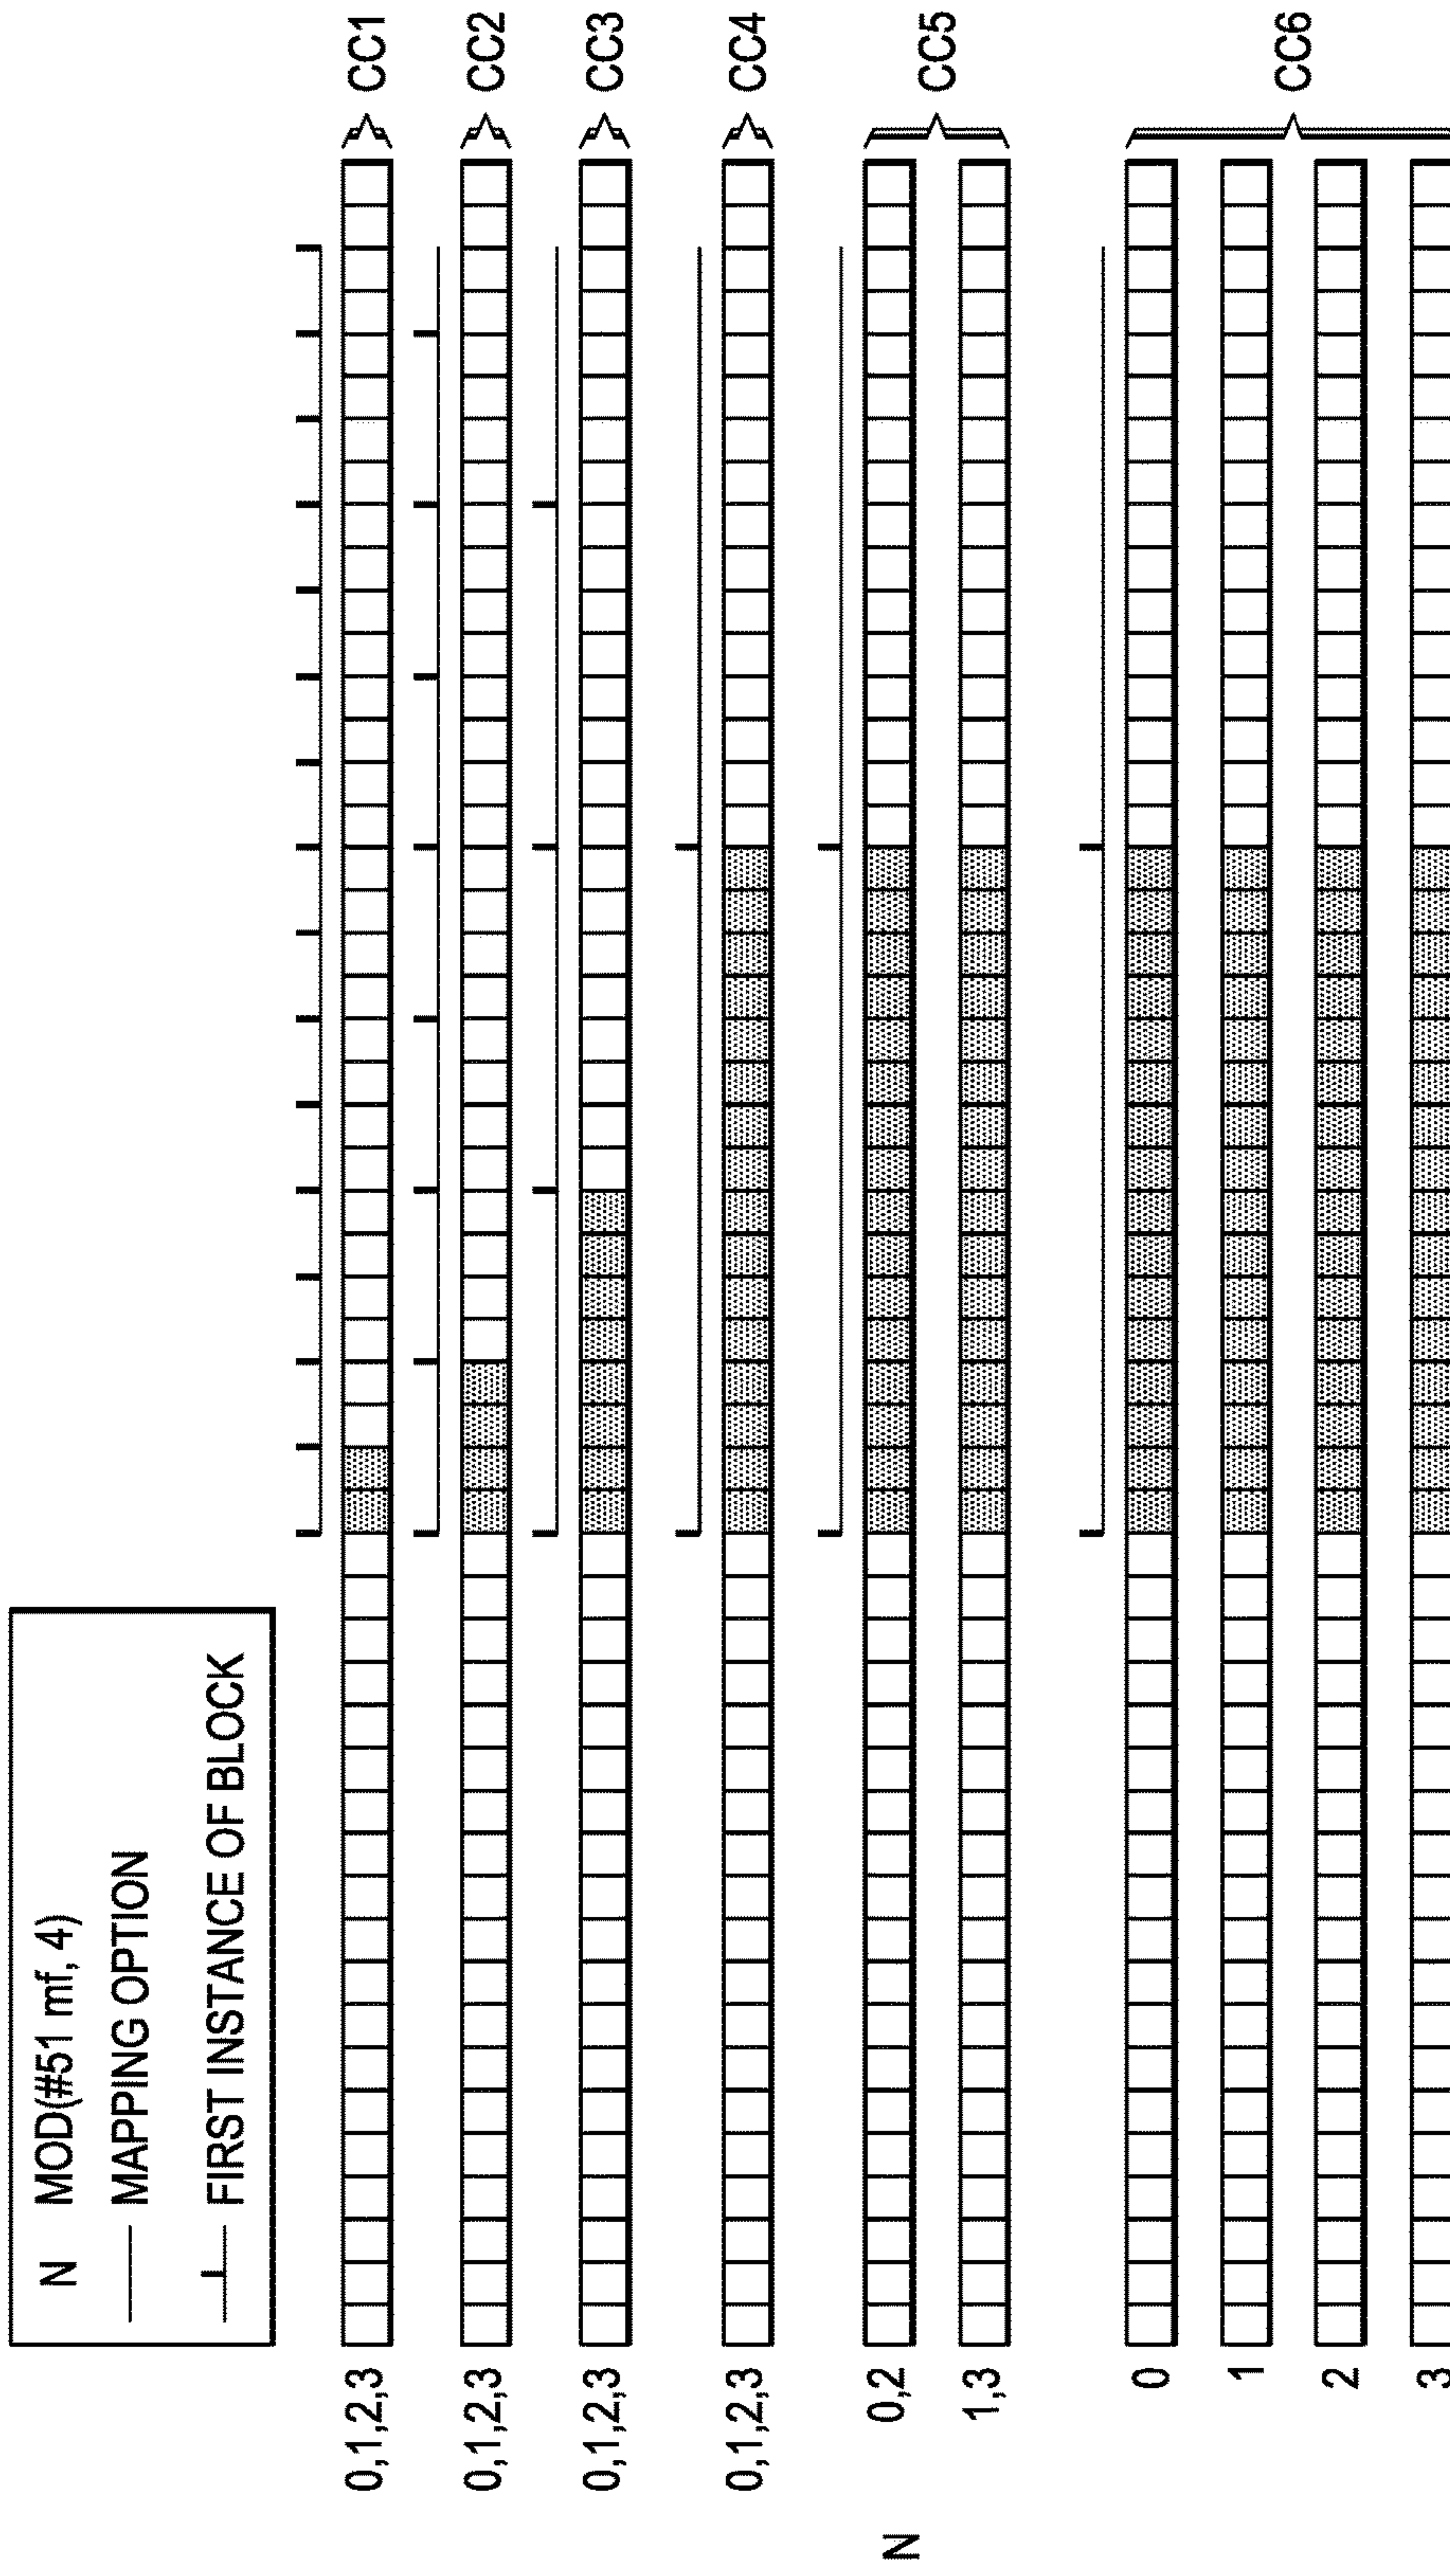 N MOD(#51 mf, 4)
MAPPING OPTION
FIRST INSTANCE OF BLOCK
0,1,2,3 CC1
0,1,2,3 CC2
0,1,2,3 CC3
0,1,2,3 CC4
N
0,2
1,3
CC5
0
1
2
3
CC6